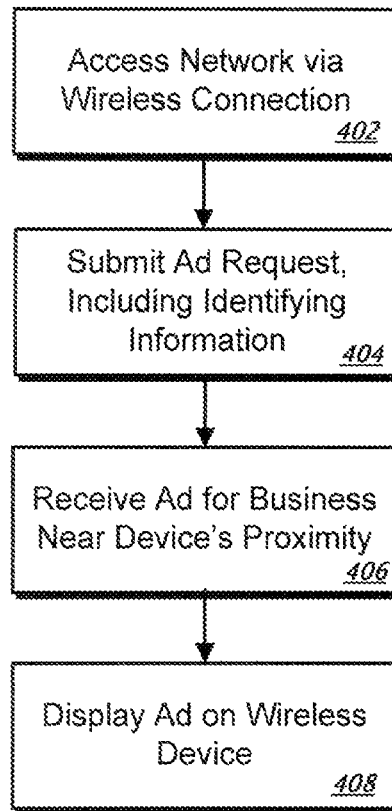 Access Network via
Wireless Connection
402
Submit Ad Request,
Including Identifying
Information
404
Receive Ad for Business
Near Device's Proximity
406
Display Ad on Wireless
Device
408